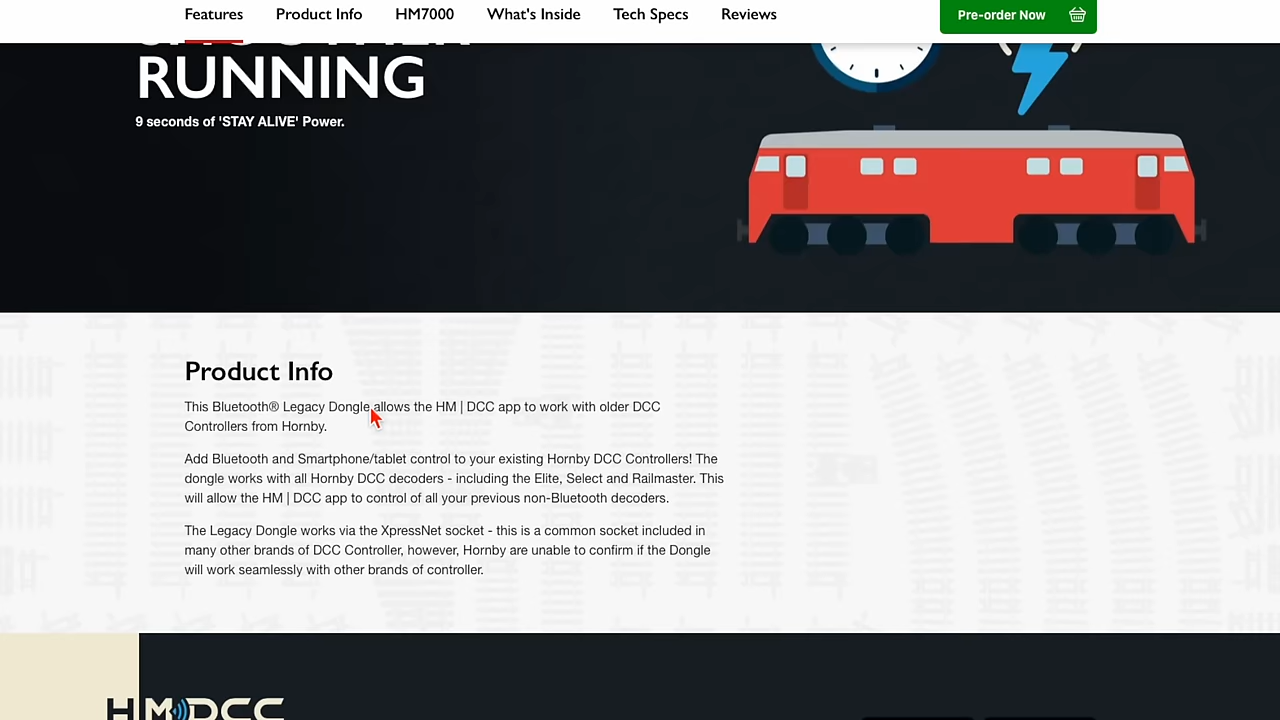 Features Product Info HM7000 What's Inside Tech Specs Reviews Pre-order Now
RUNNING
9 seconds of 'STAY ALIVE' Power.
Product Info
This Bluetooth® Legacy Dongle allows the HM | DCC app to work with older DCC
Controllers from Hornby.
Add Bluetooth and Smartphone/tablet control to your existing Hornby DCC Controllers! The
dongle works with all Hornby DCC decoders - including the Elite, Select and Railmaster. This
will allow the HM | DCC app to control of all your previous non-Bluetooth decoders.
The Legacy Dongle works via the XpressNet socket - this is a common socket included in
many other brands of DCC Controller, however, Hornby are unable to confirm if the Dongle
will work seamlessly with other brands of controller.
HM DCC